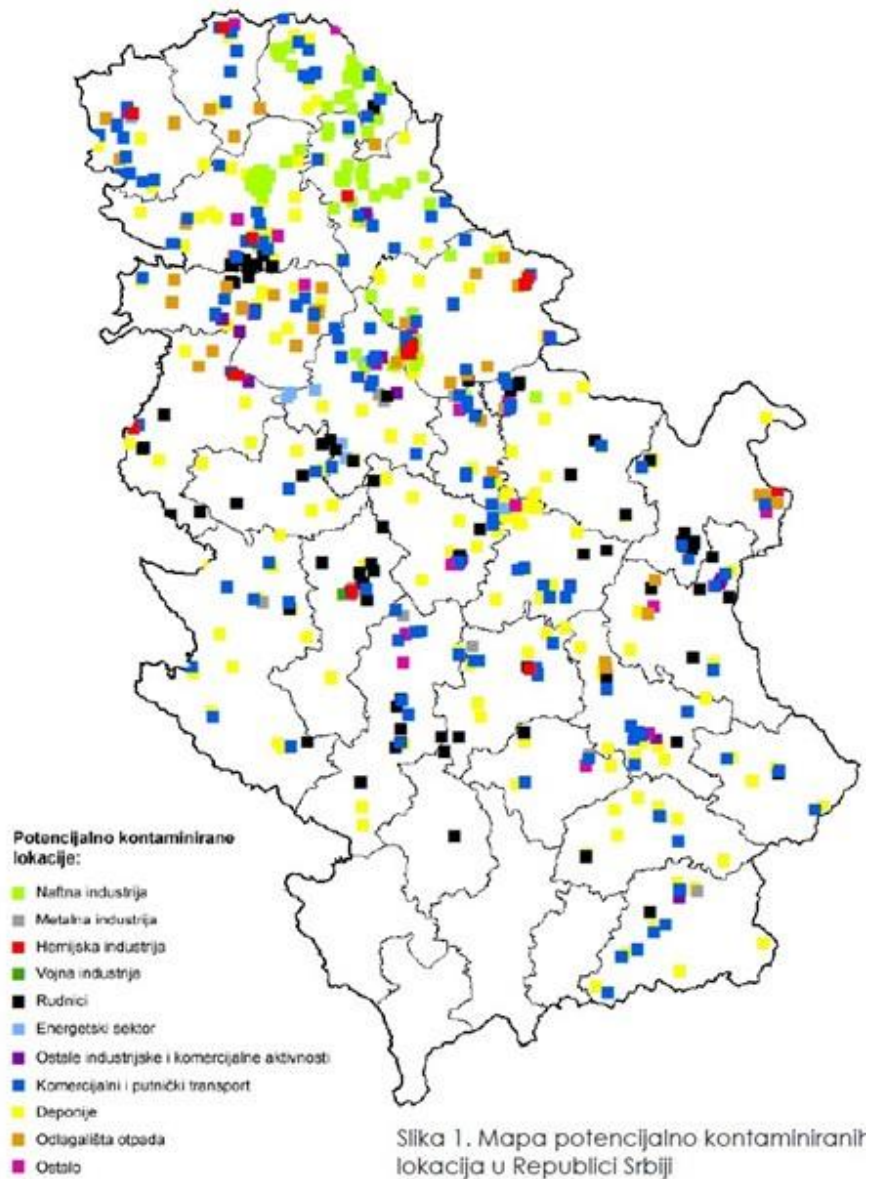 Potencijalno kontaminirane
lokacije:
Naftna industrija
Metalna industrija
Hemijska industrija
Vojna industrija
Rudnici
Energetski sektor
Ostale industrijske i komercijalne aktivnosti
Komercijalni i putnički transport
Deponije
Odlagališta otpada
Ostalo
Slika 1. Mapa potencijalno kontaminiranih
lokacija u Republici Srbiji